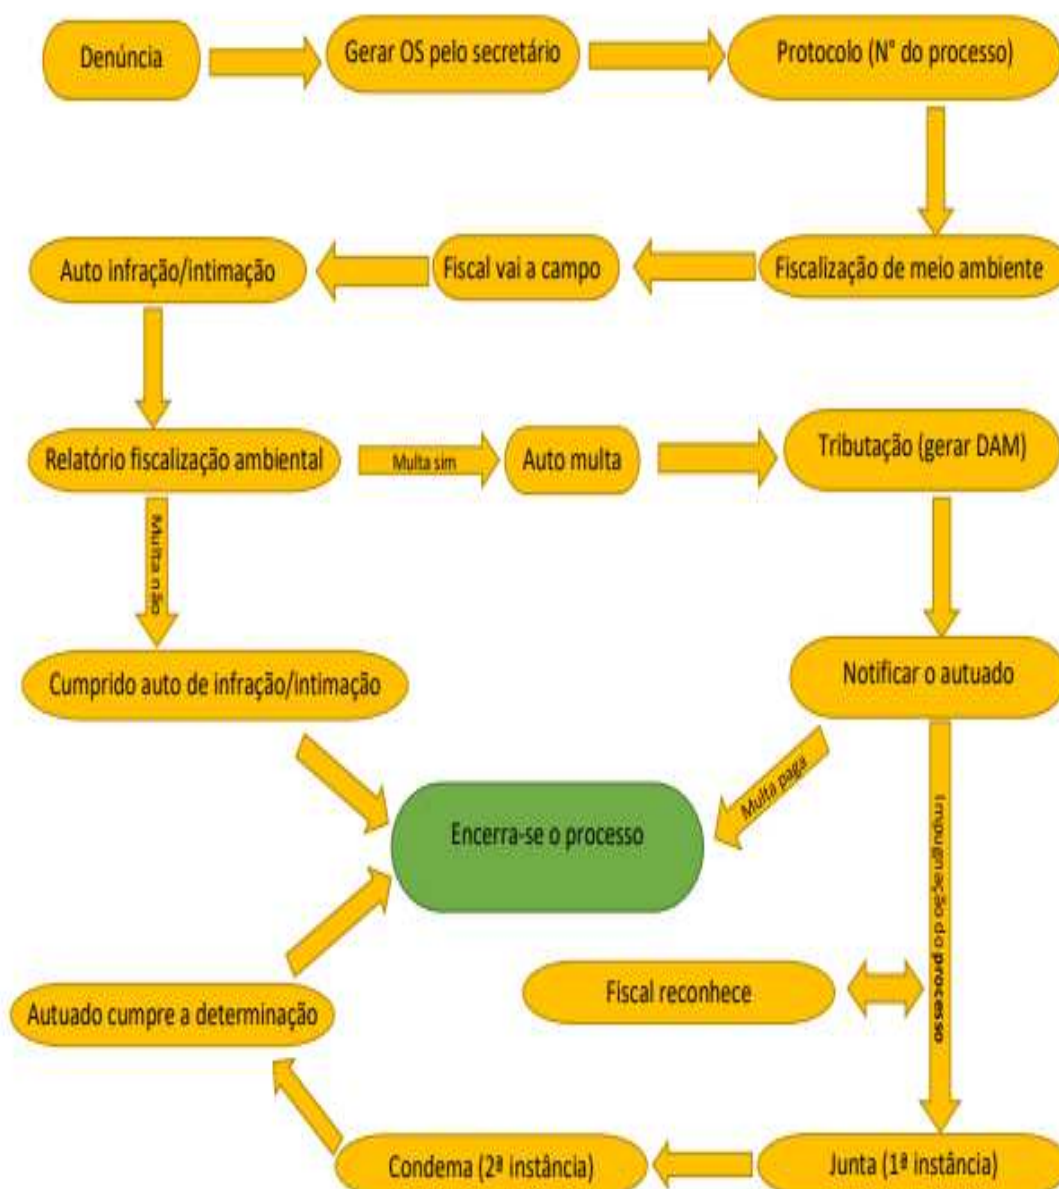 Denúncia
Gerar OS pelo secretário
Protocolo (N° do processo)
Auto infração/intimação
Fiscal vai a campo
Fiscalização de meio ambiente
Relatório fiscalização ambiental
Multa sim
Auto multa
Tributação (gerar DAM)
Multa não
Cumprido auto de infração/intimação
Notificar o autuado
Multa paga
Encerra-se o processo
Impugnação do processo
Fiscal reconhece
Autuado cumpre a determinação
Condema (2ª instância)
Junta (1ª instância)